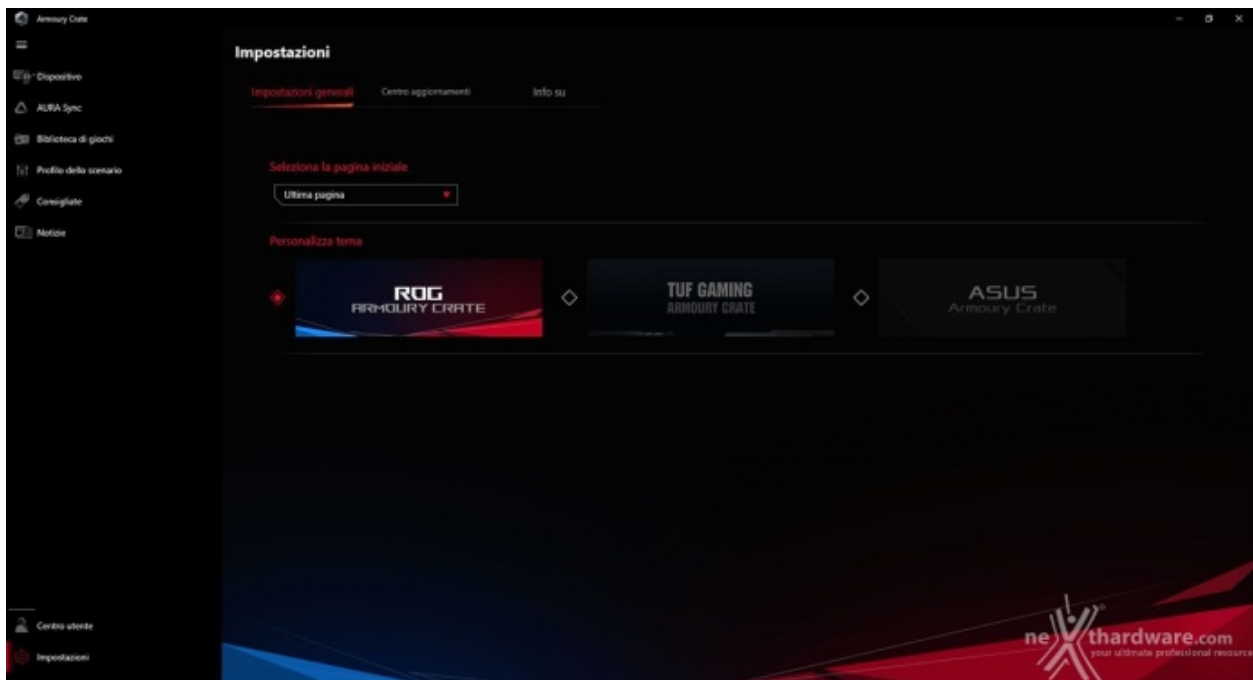 Armoury Crate
Impostazioni
Dispositivo
Impostazioni generali
Centro aggiornamenti
Info su
AURA Sync
Biblioteca di giochi
Profilo dello scenario
Seleziona la pagina iniziale
Ultima pagina
Consigliate
Notizie
Personalizza tema
ROG
ARMOURY CRATE
TUF GAMING
ARMOURY CRATE
ASUS
Armoury Crate
Centro utente
Impostazioni
nexthardware.com
your ultimate professional resource